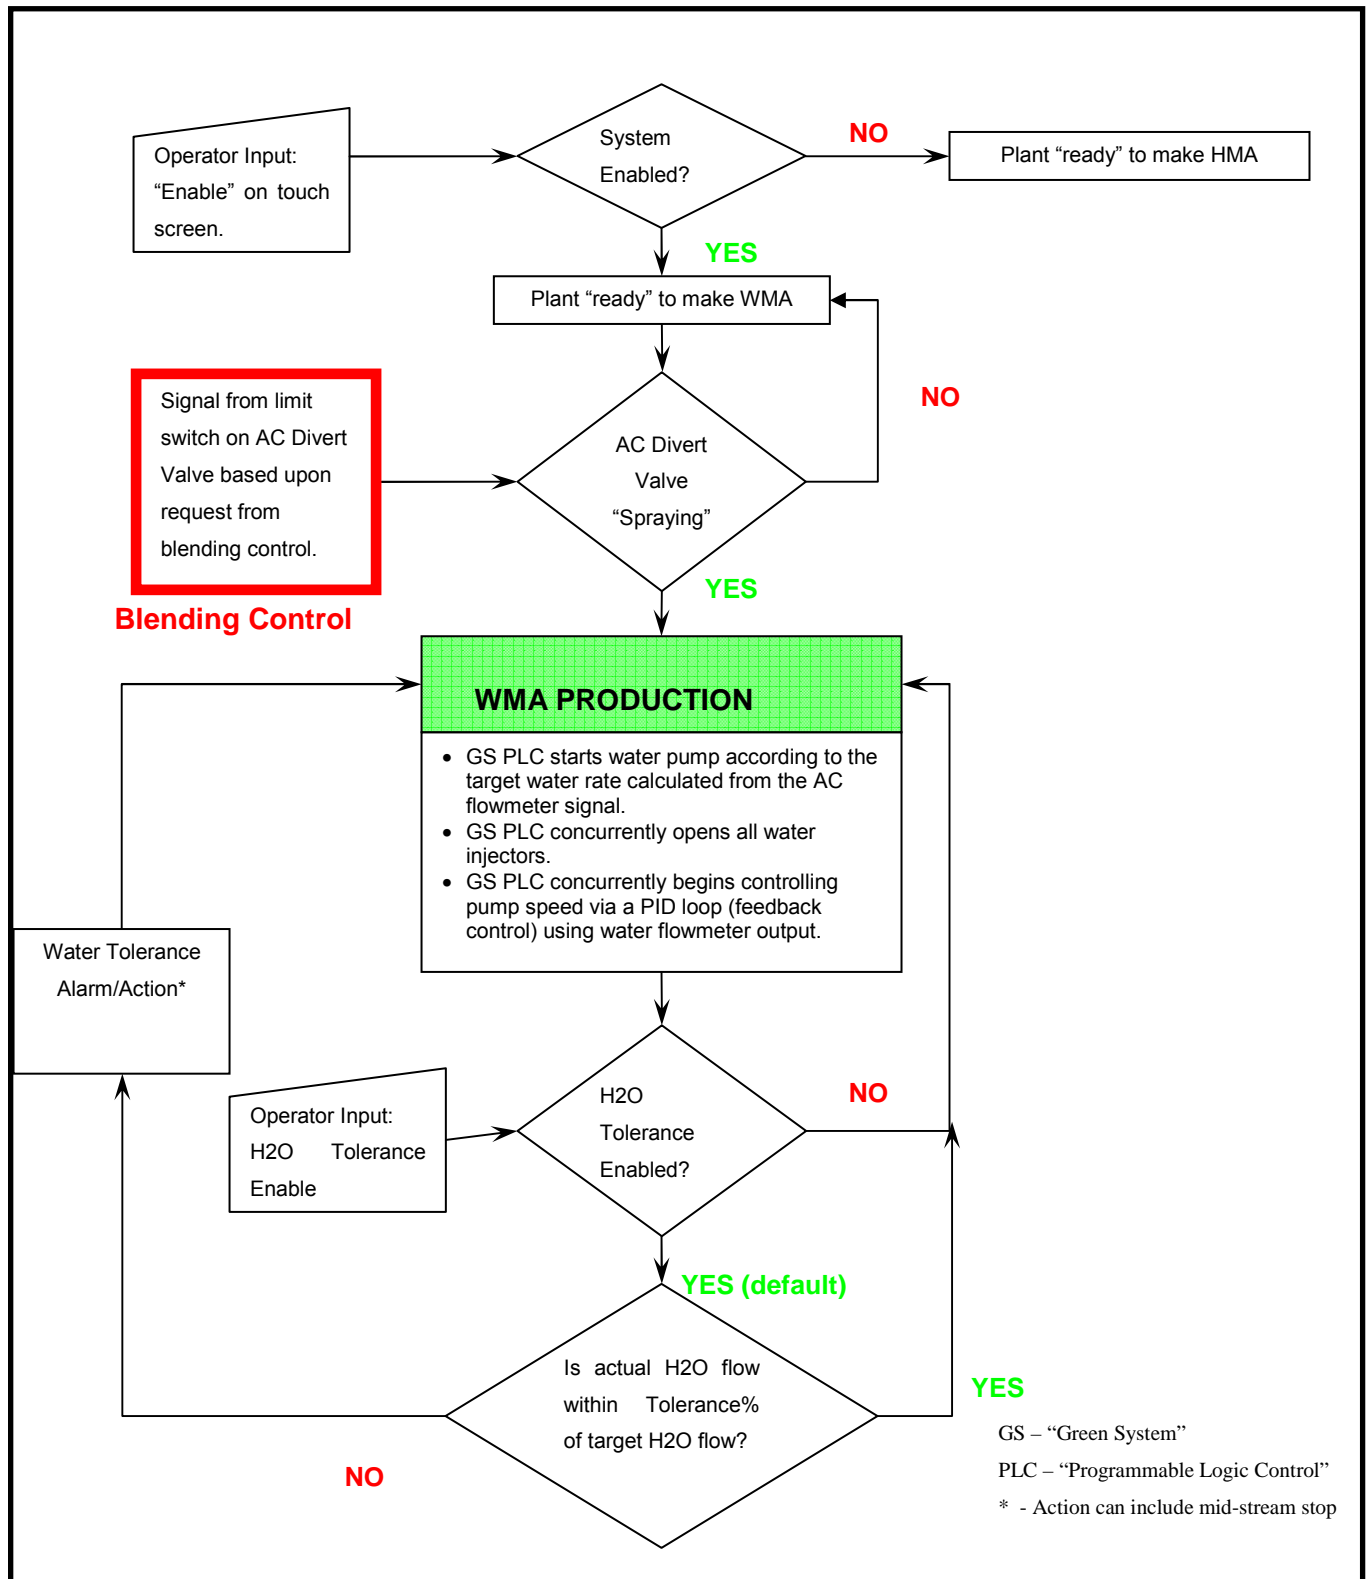 Operator Input:
“Enable” on touch
screen.
System
Enabled?
NO
Plant “ready” to make HMA
YES
Plant “ready” to make WMA
Signal from limit
switch on AC Divert
Valve based upon
request from
blending control.
Blending Control
AC Divert
Valve
“Spraying”
NO
YES
WMA PRODUCTION
• GS PLC starts water pump according to the
target water rate calculated from the AC
flowmeter signal.
• GS PLC concurrently opens all water
injectors.
• GS PLC concurrently begins controlling
pump speed via a PID loop (feedback
control) using water flowmeter output.
Water Tolerance
Alarm/Action*
Operator Input:
H2O Tolerance
Enable
H2O
Tolerance
Enabled?
NO
YES (default)
Is actual H2O flow
within Tolerance%
of target H2O flow?
NO
YES
GS – “Green System”
PLC – “Programmable Logic Control”
* - Action can include mid-stream stop